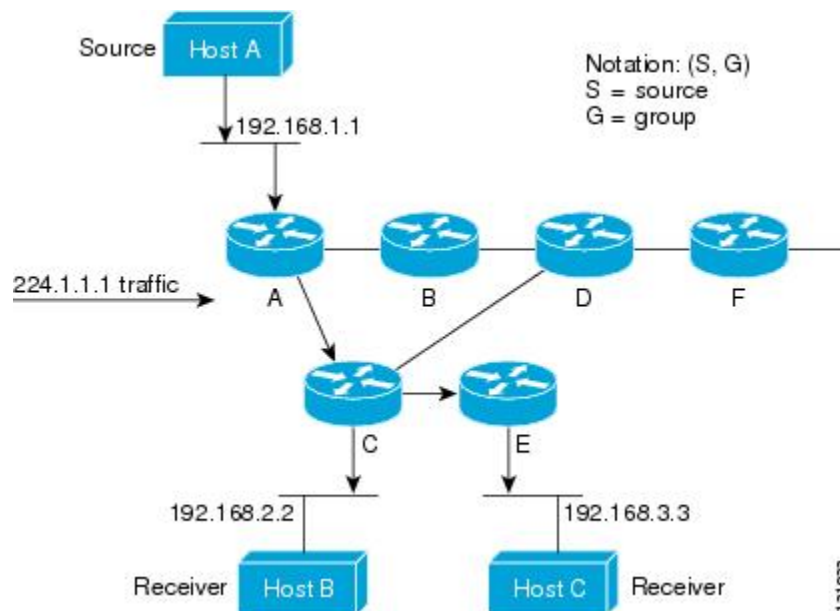 Source
Host A
Notation: (S, G)
S = source
G = group
192.168.1.1
224.1.1.1 traffic
A
B
D
F
C
E
192.168.2.2
192.168.3.3
Receiver
Host B
Host C
Receiver